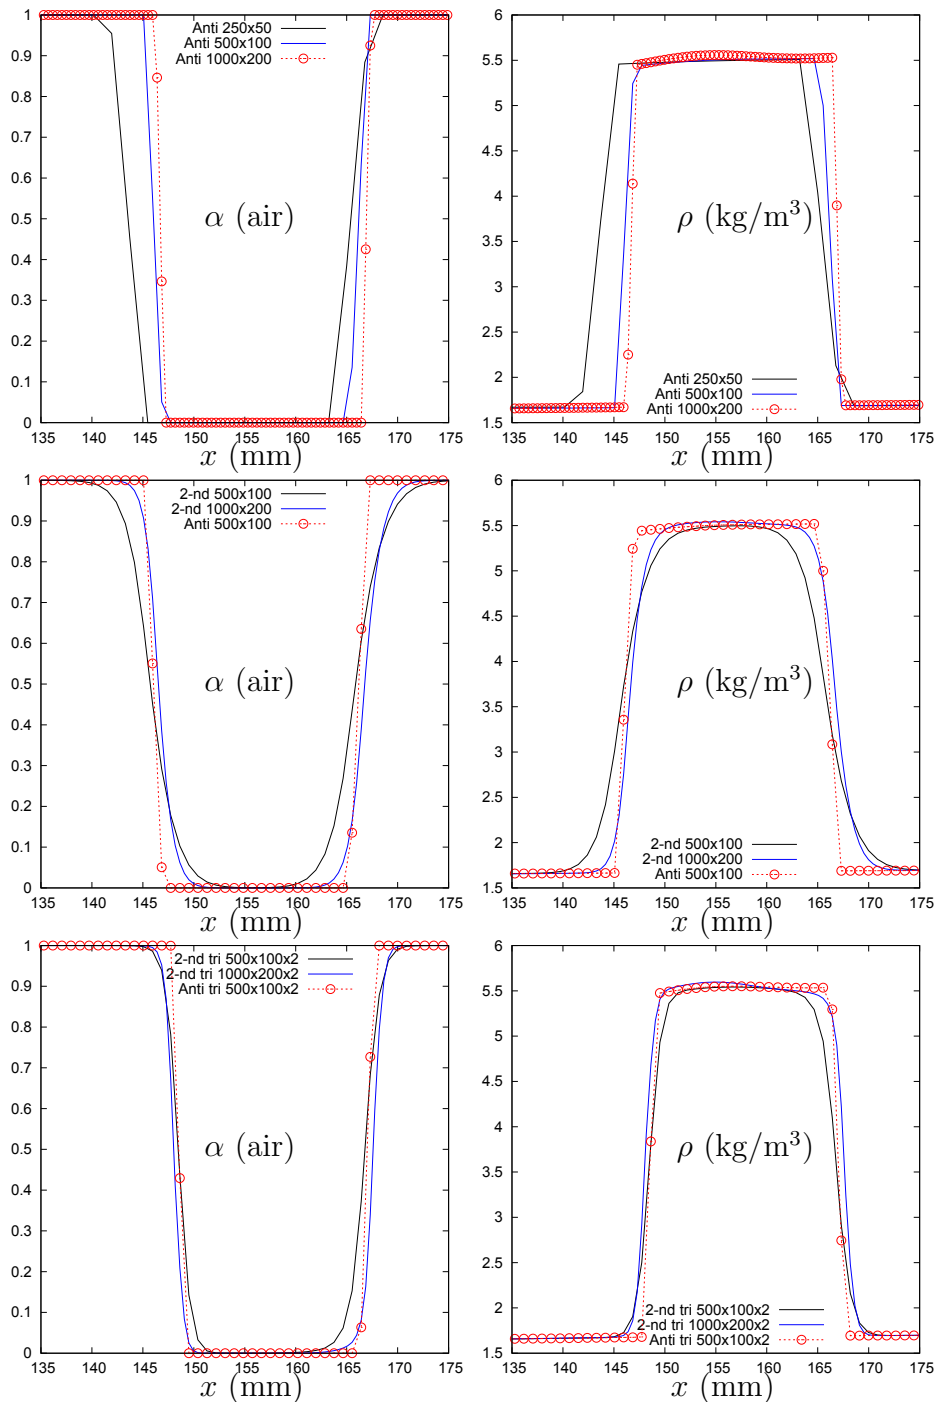 1
0.9
0.8
0.7
0.6
0.5
0.4
0.3
0.2
0.1
0
135 140 145 150 155 160 165 170 175
Anti 250x50
Anti 500x100
Anti 1000x200
α (air)
x (mm)
6
5.5
5
4.5
4
3.5
3
2.5
2
1.5
135 140 145 150 155 160 165 170 175
ρ (kg/m³)
Anti 250x50
Anti 500x100
Anti 1000x200
x (mm)
1
0.9
0.8
0.7
0.6
0.5
0.4
0.3
0.2
0.1
0
135 140 145 150 155 160 165 170 175
2-nd 500x100
2-nd 1000x200
Anti 500x100
α (air)
x (mm)
6
5.5
5
4.5
4
3.5
3
2.5
2
1.5
135 140 145 150 155 160 165 170 175
ρ (kg/m³)
2-nd 500x100
2-nd 1000x200
Anti 500x100
x (mm)
1
0.9
0.8
0.7
0.6
0.5
0.4
0.3
0.2
0.1
0
135 140 145 150 155 160 165 170 175
2-nd tri 500x100x2
2-nd tri 1000x200x2
Anti tri 500x100x2
α (air)
x (mm)
6
5.5
5
4.5
4
3.5
3
2.5
2
1.5
135 140 145 150 155 160 165 170 175
ρ (kg/m³)
2-nd tri 500x100x2
2-nd tri 1000x200x2
Anti tri 500x100x2
x (mm)